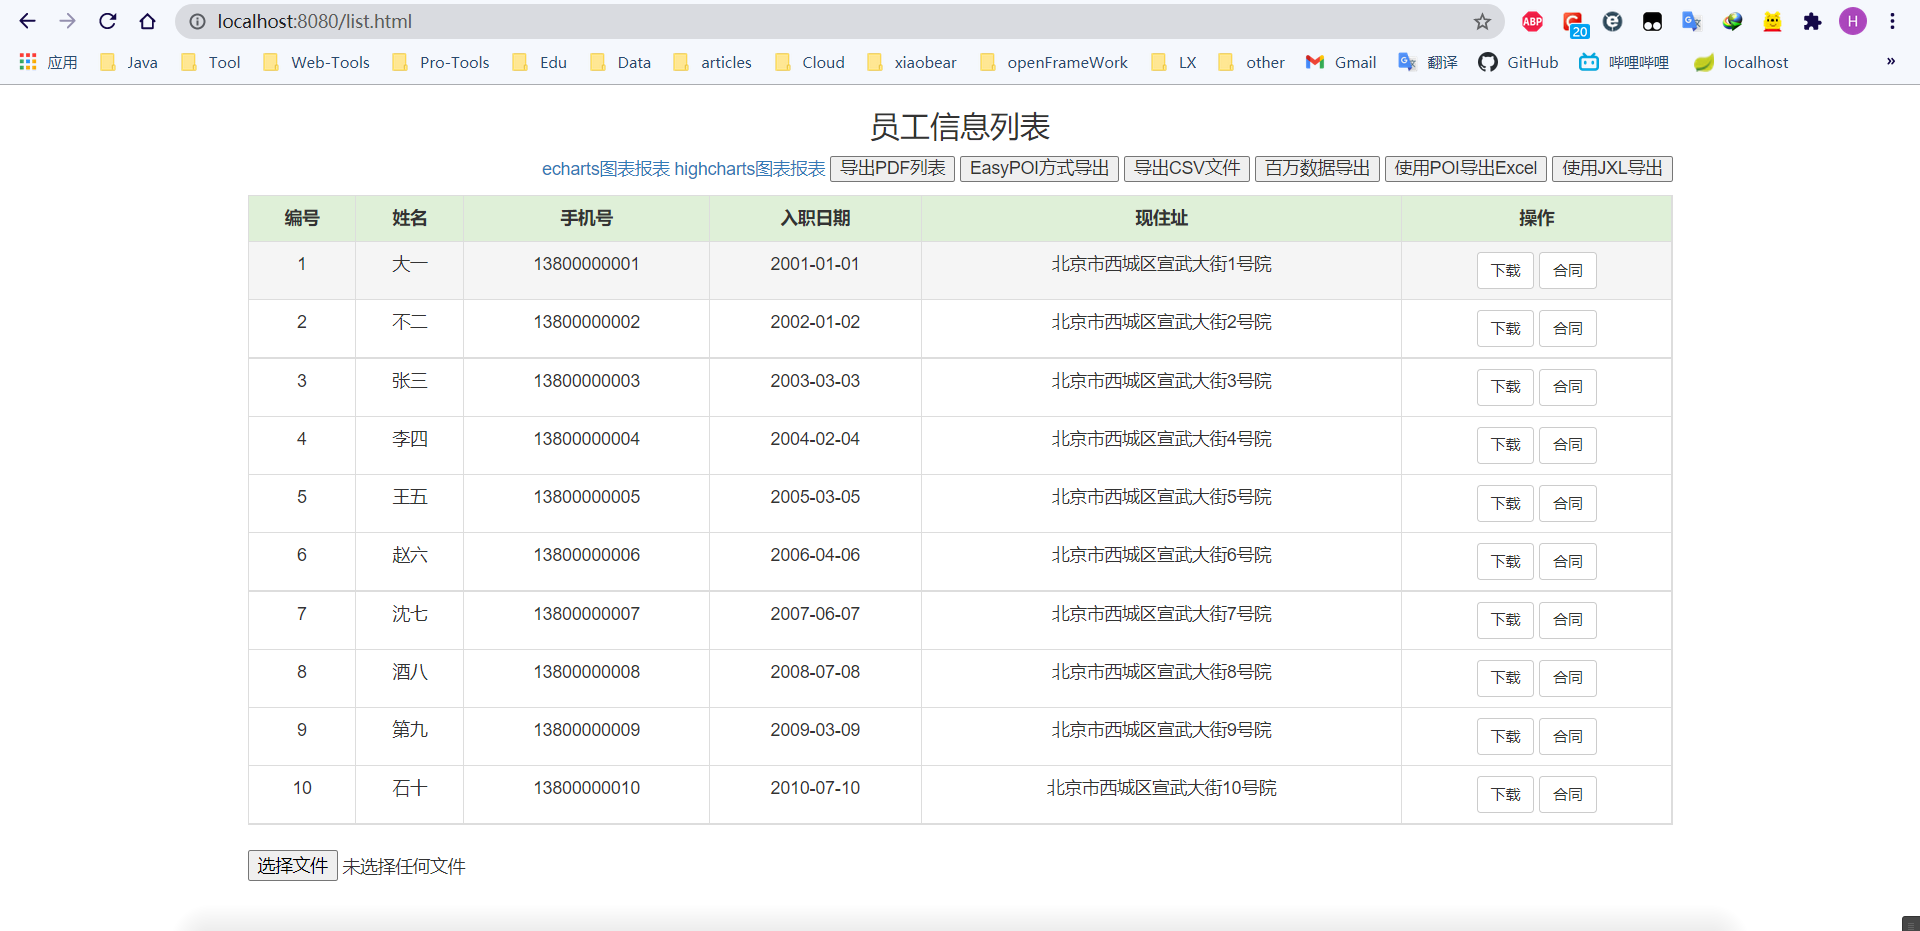 localhost:8080/list.html
ABP
20
H
应用 Java Tool Web-Tools Pro-Tools Edu Data articles Cloud xiaobear openFrameWork LX other Gmail 翻译 GitHub 哔哩哔哩 localhost »
员工信息列表
echarts图表报表 highcharts图表报表 导出PDF列表 EasyPOI方式导出 导出CSV文件 百万数据导出 使用POI导出Excel 使用JXL导出
编号 姓名 手机号 入职日期 现住址 操作
1 大一 13800000001 2001-01-01 北京市西城区宣武大街1号院 下载 合同
2 不二 13800000002 2002-01-02 北京市西城区宣武大街2号院 下载 合同
3 张三 13800000003 2003-03-03 北京市西城区宣武大街3号院 下载 合同
4 李四 13800000004 2004-02-04 北京市西城区宣武大街4号院 下载 合同
5 王五 13800000005 2005-03-05 北京市西城区宣武大街5号院 下载 合同
6 赵六 13800000006 2006-04-06 北京市西城区宣武大街6号院 下载 合同
7 沈七 13800000007 2007-06-07 北京市西城区宣武大街7号院 下载 合同
8 酒八 13800000008 2008-07-08 北京市西城区宣武大街8号院 下载 合同
9 第九 13800000009 2009-03-09 北京市西城区宣武大街9号院 下载 合同
10 石十 13800000010 2010-07-10 北京市西城区宣武大街10号院 下载 合同
选择文件 未选择任何文件